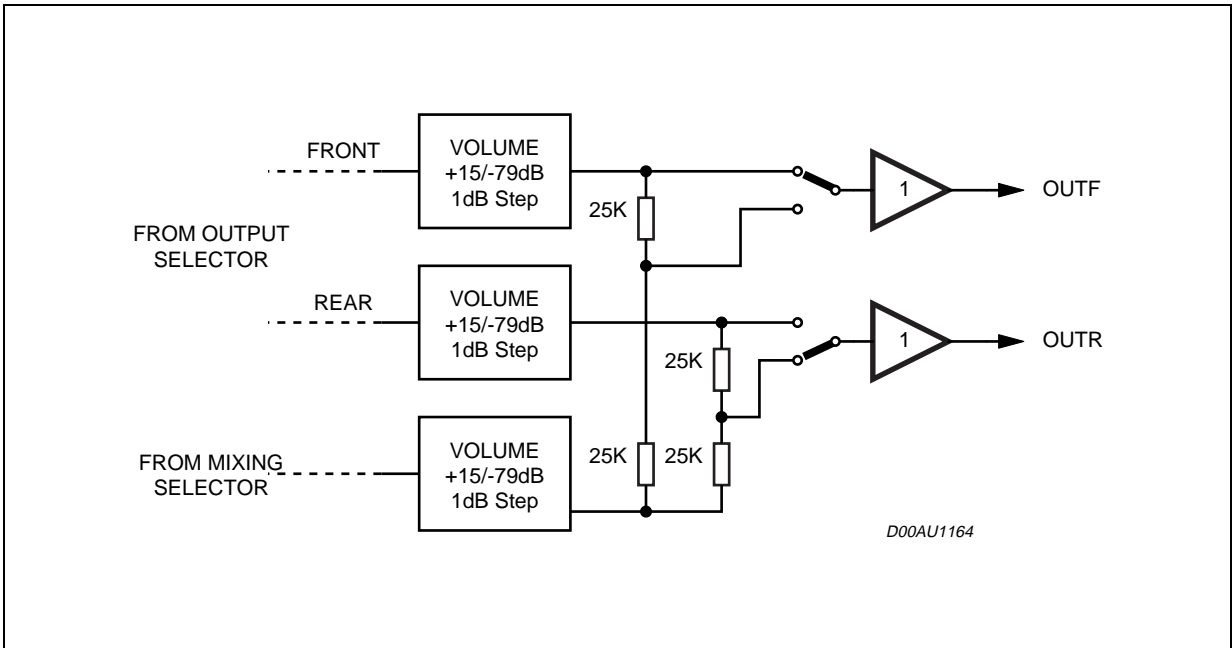 FRONT
VOLUME
+15/-79dB
1dB Step
25K
1
OUTF
FROM OUTPUT
SELECTOR
REAR
VOLUME
+15/-79dB
1dB Step
25K
1
OUTR
FROM MIXING
SELECTOR
VOLUME
+15/-79dB
1dB Step
25K
25K
D00AU1164